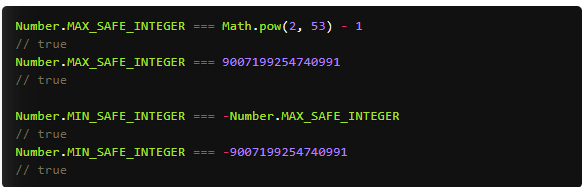 Number.MAX_SAFE_INTEGER === Math.pow(2, 53) - 1
// true
Number.MAX_SAFE_INTEGER === 9007199254740991
// true
Number.MIN_SAFE_INTEGER === -Number.MAX_SAFE_INTEGER
// true
Number.MIN_SAFE_INTEGER === -9007199254740991
// true